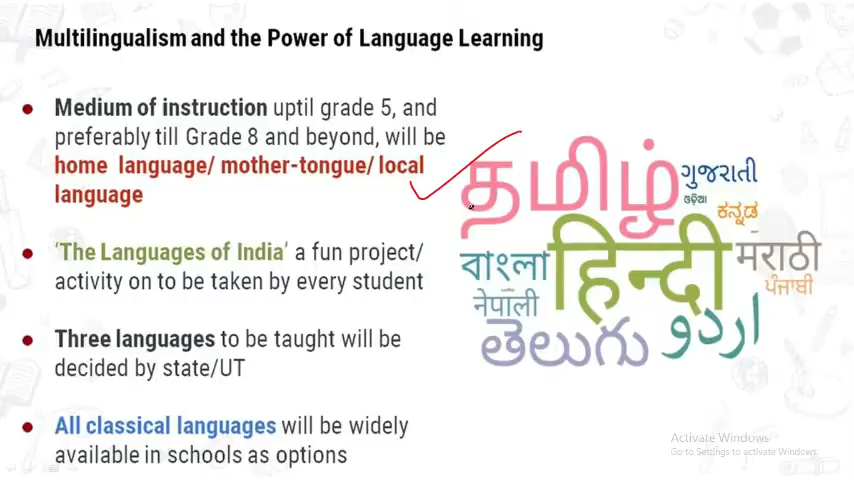 Multilingualism and the Power of Language Learning
Medium of instruction uptil grade 5, and
preferably till Grade 8 and beyond, will be
home language/ mother-tongue/ local
language
‘The Languages of India’ a fun project/
activity on to be taken by every student
Three languages to be taught will be
decided by state/UT
All classical languages will be widely
available in schools as options
தமிழ்
ગુજરાતી
ଓଡ଼ିଆ
ಕನ್ನಡ
বাংলা
हिन्दी
मराठी
ਪੰਜਾਬੀ
नेपाली
తెలుగు
اردو
Activate Windows
Go to Settings to activate Windows.